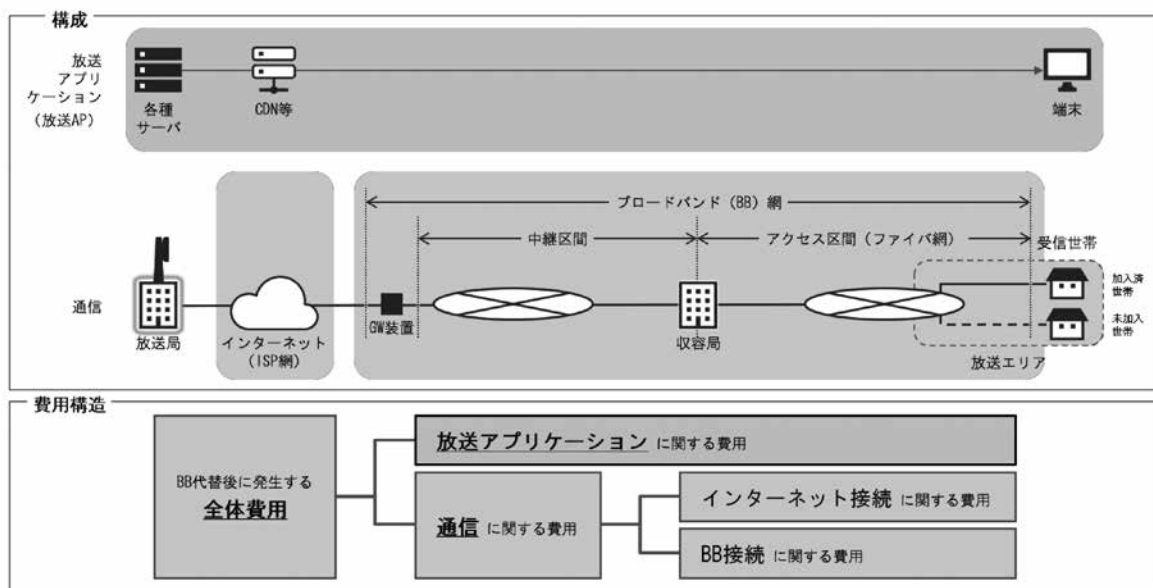 構成
放送
アプリ
ケーション
(放送AP)
各種
サーバ
CDN等
端末
ブロードバンド(BB)網
中継区間
アクセス区間(ファイバ網)
受信世帯
通信
放送局
インターネット
(ISP網)
GW装置
収容局
加入済
世帯
未加入
世帯
放送エリア
費用構造
BB代替後に発生する
全体費用
放送アプリケーション に関する費用
通信 に関する費用
インターネット接続 に関する費用
BB接続 に関する費用